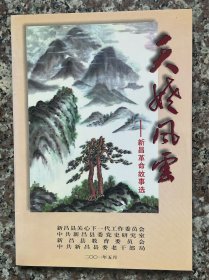 天姥风云
——新昌革命故事选
新昌县关心下一代工作委员会
中共新昌县委党史研究室
新昌县教育委员会
中共新昌县委老干部局
二〇〇一年五月